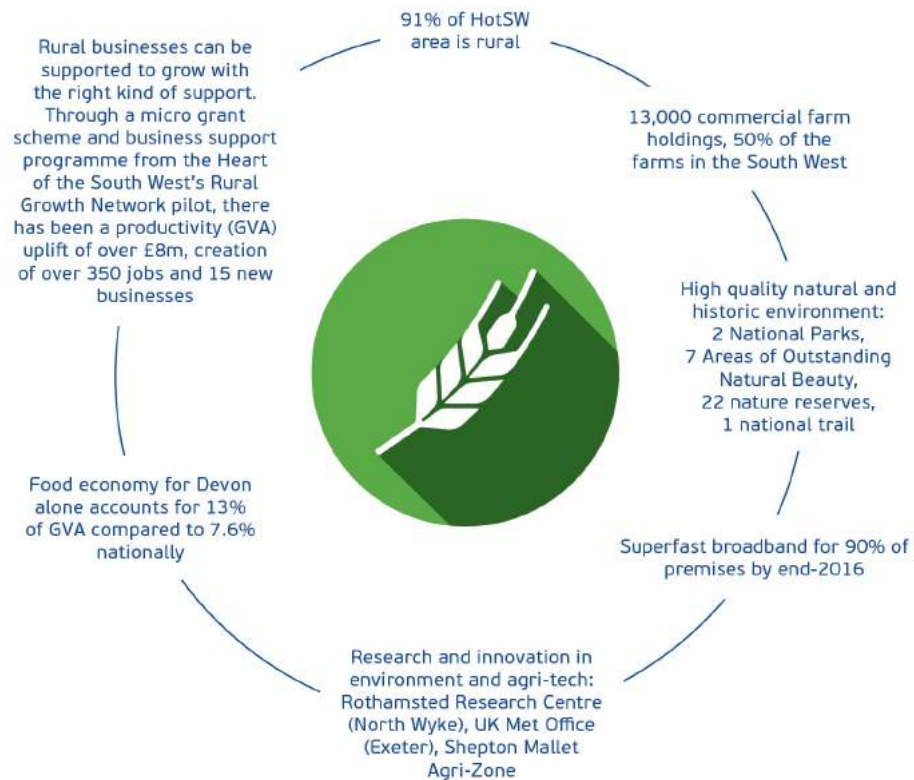 91% of HotSW
area is rural
13,000 commercial farm
holdings, 50% of the
farms in the South West
High quality natural and
historic environment:
2 National Parks,
7 Areas of Outstanding
Natural Beauty,
22 nature reserves,
1 national trail
Superfast broadband for 90% of
premises by end-2016
Research and innovation in
environment and agri-tech:
Rothamsted Research Centre
(North Wyke), UK Met Office
(Exeter), Shepton Mallet
Agri-Zone
Food economy for Devon
alone accounts for 13%
of GVA compared to 7.6%
nationally
Rural businesses can be
supported to grow with
the right kind of support.
Through a micro grant
scheme and business support
programme from the Heart
of the South West's Rural
Growth Network pilot, there
has been a productivity (GVA)
uplift of over £8m, creation
of over 350 jobs and 15 new
businesses